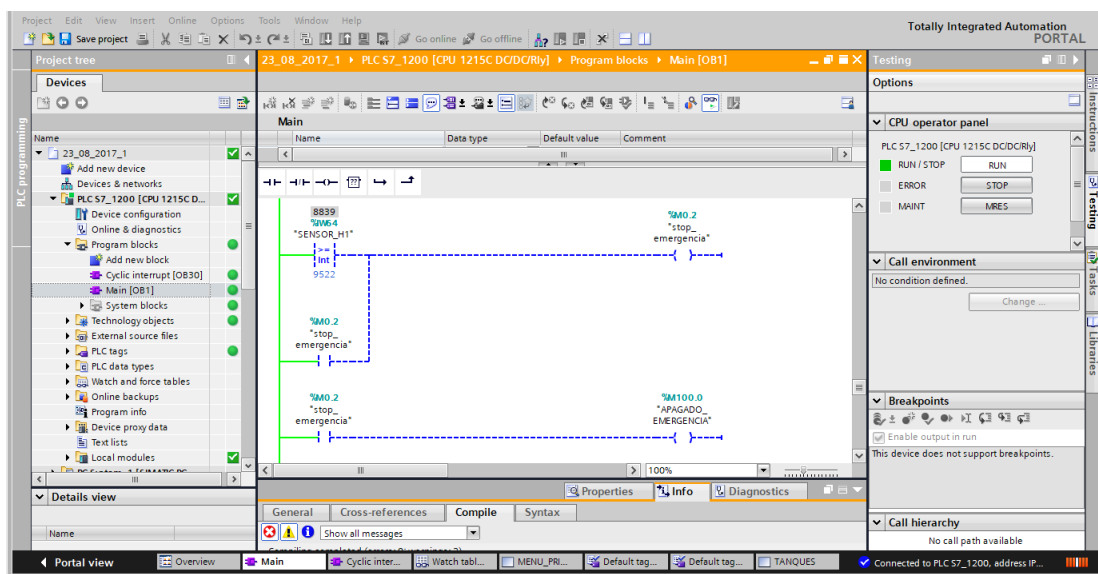 Project Edit View Insert Online Options Tools Window Help
Totally Integrated Automation
PORTAL
Save project
Go online
Go offline
Project tree
23_08_2017_1
PLC S7_1200 [CPU 1215C DC/DC/Rly]
Program blocks
Main [OB1]
Testing
Devices
Options
PLC programming
Name
23_08_2017_1
Add new device
Devices & networks
PLC S7_1200 [CPU 1215C D...
Device configuration
Online & diagnostics
Program blocks
Add new block
Cyclic interrupt [OB30]
Main [OB1]
System blocks
Technology objects
External source files
PLC tags
PLC data types
Watch and force tables
Online backups
Program info
Device proxy data
Text lists
Local modules
Details view
Name
Main
Name Data type Default value Comment
8839
%IW64
"SENSOR_H1"
>=
Int
9522
%M0.2
"stop_
emergencia"
%M0.2
"stop_
emergencia"
%M0.2
"stop_
emergencia"
%M100.0
"APAGADO_
EMERGENCIA"
100%
Properties
Info
Diagnostics
General Cross-references Compile Syntax
Show all messages
CPU operator panel
PLC S7_1200 [CPU 1215C DC/DC/Rly]
RUN / STOP RUN
ERROR STOP
MAINT MRES
Call environment
No condition defined.
Change ...
Breakpoints
Enable output in run
This device does not support breakpoints.
Call hierarchy
No call path available
Instructions
Testing
Tasks
Libraries
Portal view
Overview
Main
Cyclic inter...
Watch tabl...
MENU_PRI...
Default tag...
Default tag...
TANQUES
Connected to PLC S7_1200, address IP...